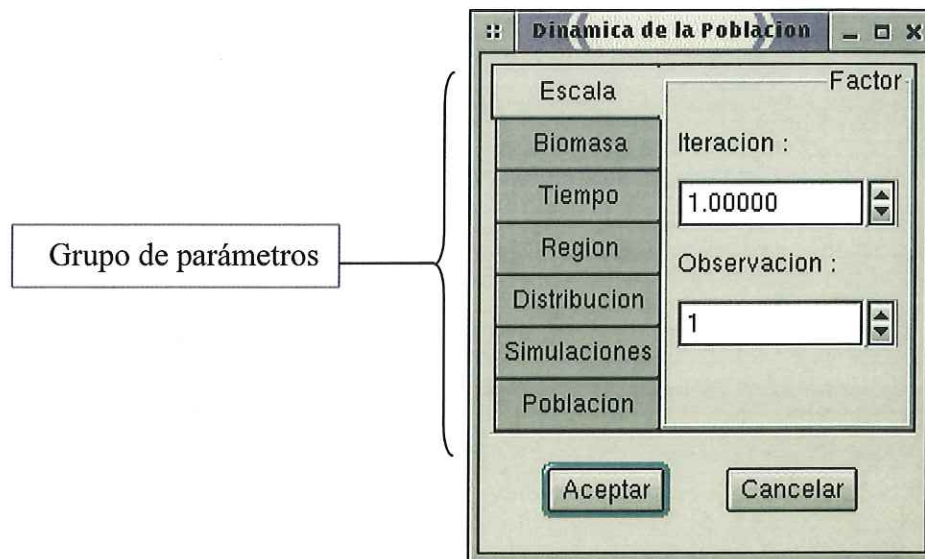 Dinamica de la Poblacion
Grupo de parámetros
Escala
Biomasa
Tiempo
Region
Distribucion
Simulaciones
Poblacion
Factor
Iteracion :
1.00000
Observacion :
1
Aceptar
Cancelar